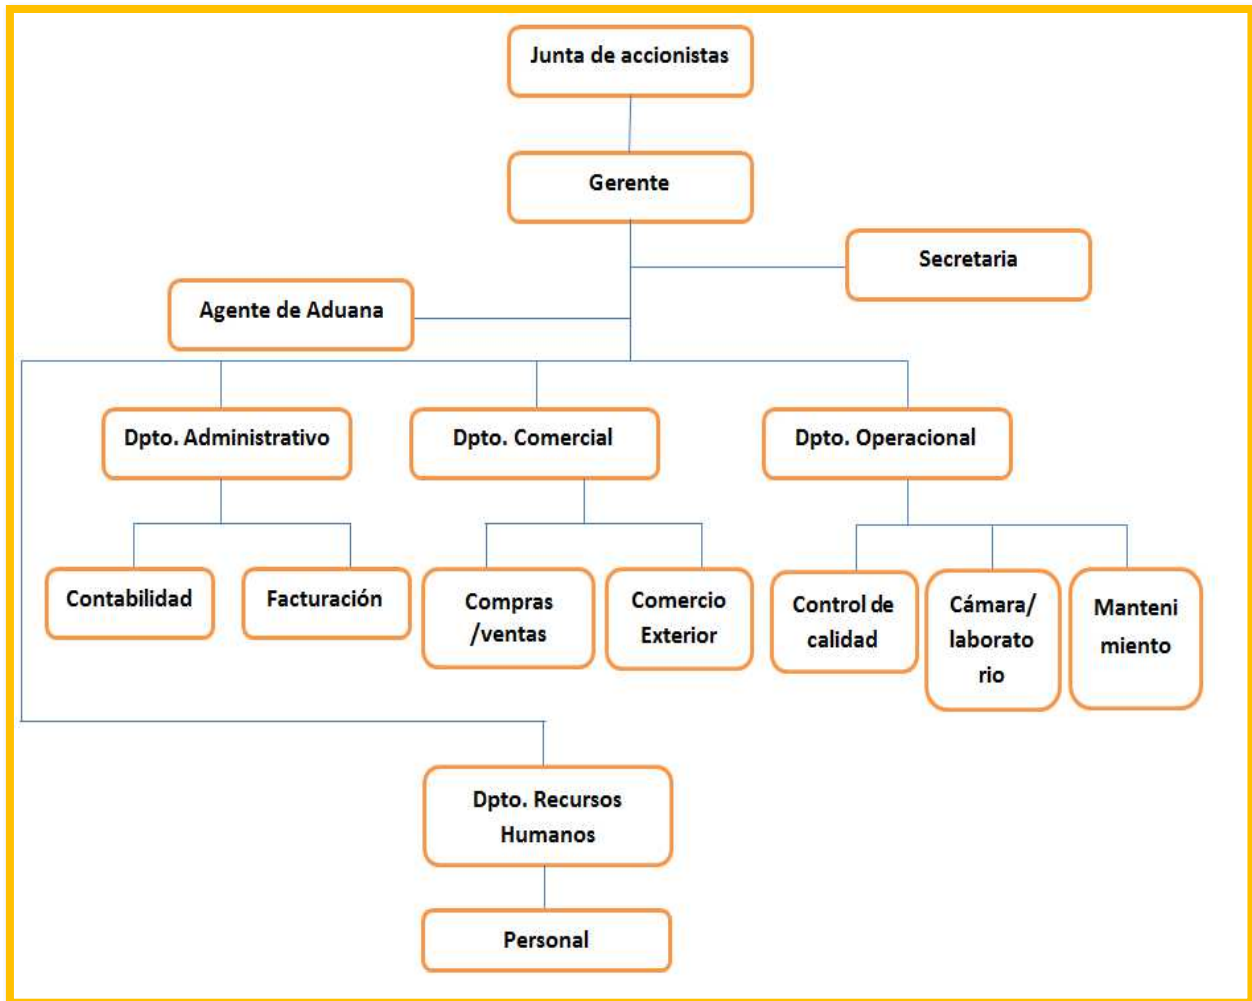 Junta de accionistas
Gerente
Secretaria
Agente de Aduana
Dpto. Administrativo
Dpto. Comercial
Dpto. Operacional
Contabilidad
Facturación
Compras
/ventas
Comercio
Exterior
Control de
calidad
Cámara/
laborato
rio
Manteni
miento
Dpto. Recursos
Humanos
Personal